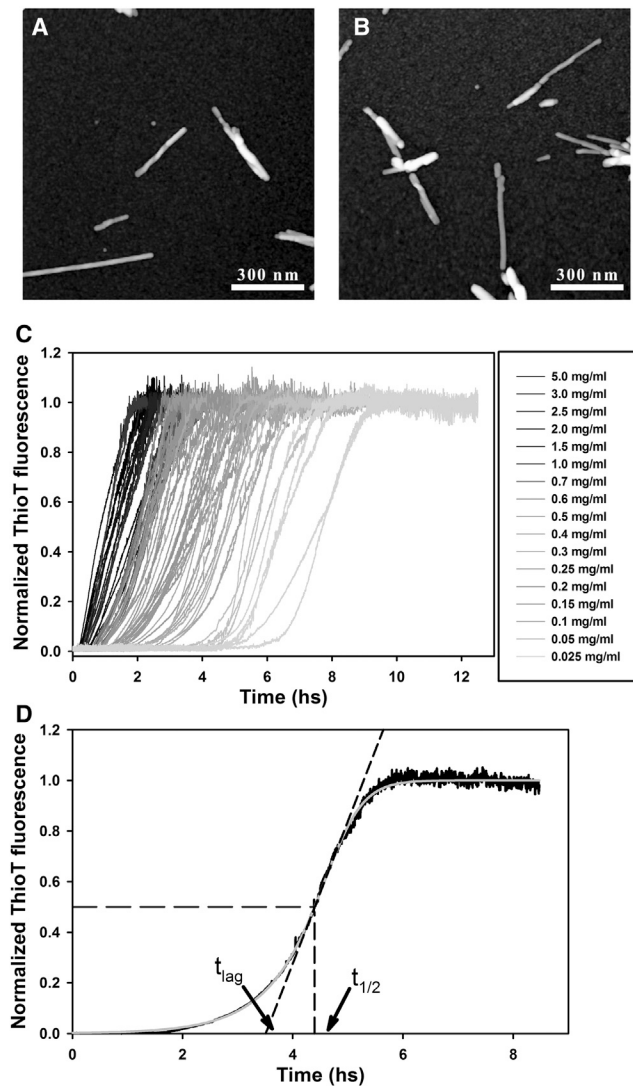 A
B
300 nm
300 nm
C
Normalized ThioT fluorescence
1.2
1.0
0.8
0.6
0.4
0.2
0.0
0
2
4
6
8
10
12
Time (hs)
5.0 mg/ml
3.0 mg/ml
2.5 mg/ml
2.0 mg/ml
1.5 mg/ml
1.0 mg/ml
0.7 mg/ml
0.6 mg/ml
0.5 mg/ml
0.4 mg/ml
0.3 mg/ml
0.25 mg/ml
0.2 mg/ml
0.15 mg/ml
0.1 mg/ml
0.05 mg/ml
0.025 mg/ml
D
Normalized ThioT fluorescence
1.2
1.0
0.8
0.6
0.4
0.2
0.0
tlag
t1/2
0
2
4
6
8
Time (hs)